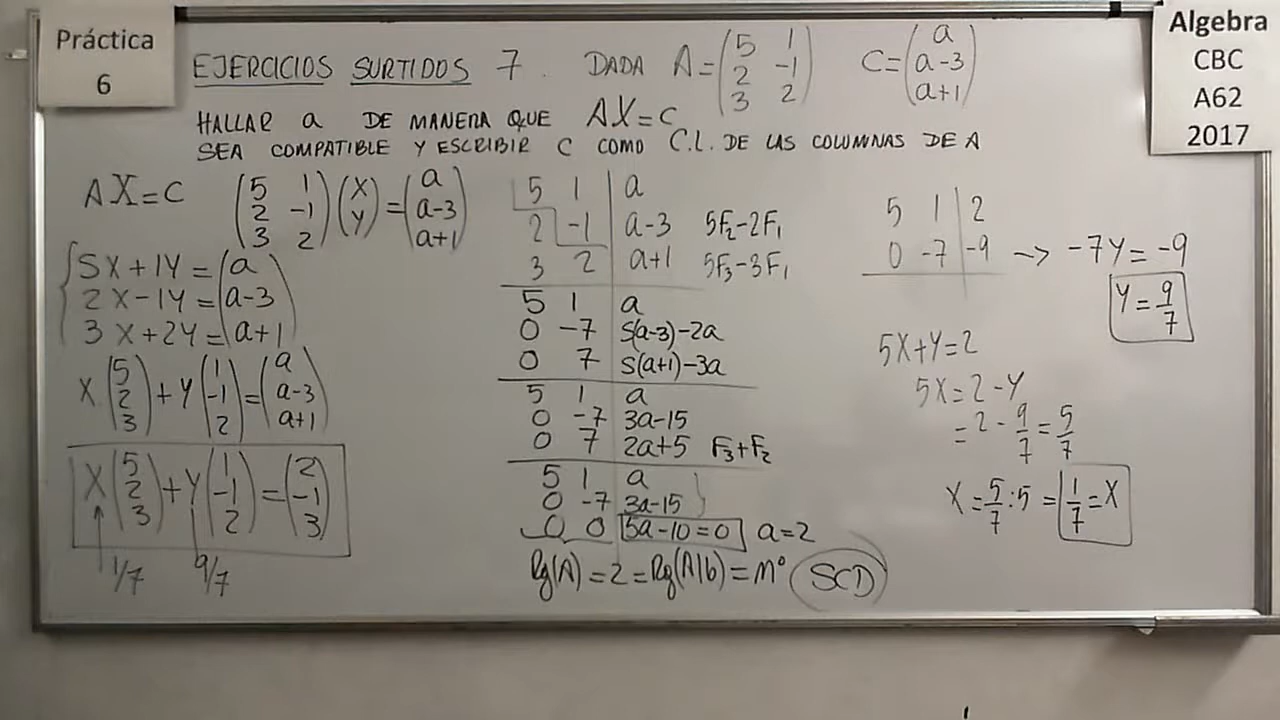 Práctica
6
Algebra
CBC
A62
2017
EJERCICIOS SURTIDOS 7. DADA A = (5 1 / 2 -1 / 3 2) C = (a / a-3 / a+1)
HALLAR a DE MANERA QUE AX=C
SEA COMPATIBLE Y ESCRIBIR C COMO C.L. DE LAS COLUMNAS DE A
AX=C (5 1 / 2 -1 / 3 2) (X / Y) = (a / a-3 / a+1)
5X+1Y = a
2X-1Y = a-3
3X+2Y = a+1
X (5 / 2 / 3) + Y (1 / -1 / 2) = (a / a-3 / a+1)
X (5 / 2 / 3) + Y (1 / -1 / 2) = (2 / -1 / 3)
1/7 9/7
5 1 | a
2 -1 | a-3 5F₂-2F₁
3 2 | a+1 5F₃-3F₁
5 1 a
0 -7 5(a-3)-2a
0 7 5(a+1)-3a
5 1 a
0 -7 3a-15
0 7 2a+5 F₃+F₂
5 1 a
0 -7 3a-15
0 0 5a-10=0 a=2
Rg(A) = 2 = Rg(A|b) = nº SCD
5 1 | 2
0 -7 | -9 → -7Y = -9
Y = 9/7
5X+Y=2
5X = 2 - Y
= 2 - 9/7 = 5/7
X = 5/7 : 5 = 1/7 = X